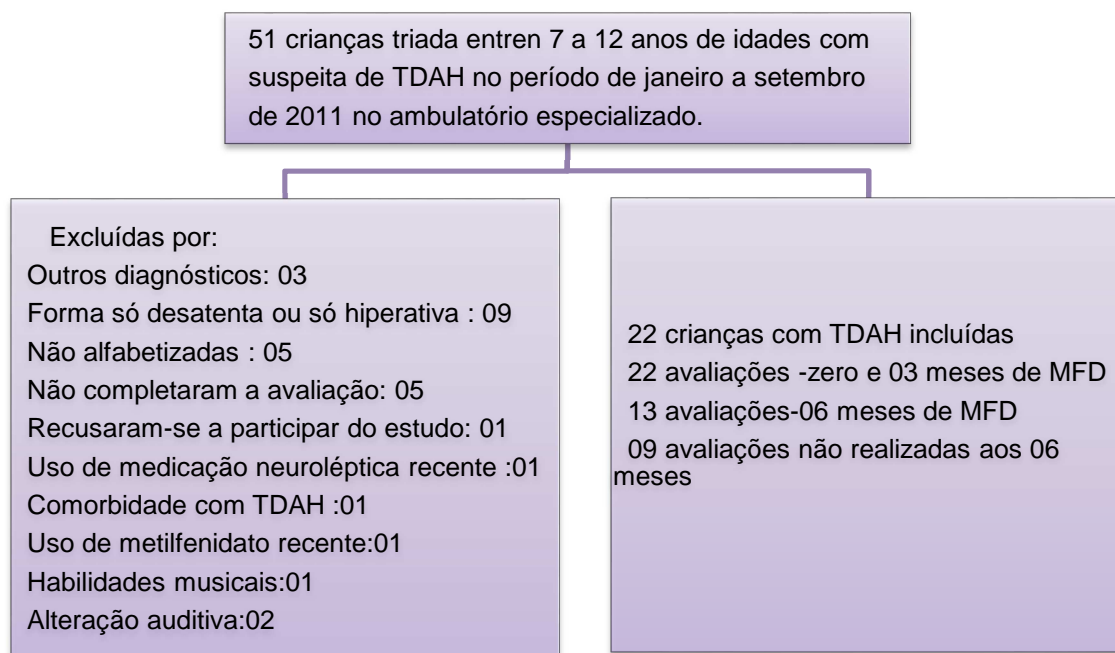 51 crianças triada entren 7 a 12 anos de idades com
suspeita de TDAH no período de janeiro a setembro
de 2011 no ambulatório especializado.
Excluídas por:
Outros diagnósticos: 03
Forma só desatenta ou só hiperativa : 09
Não alfabetizadas : 05
Não completaram a avaliação: 05
Recusaram-se a participar do estudo: 01
Uso de medicação neuroléptica recente :01
Comorbidade com TDAH :01
Uso de metilfenidato recente:01
Habilidades musicais:01
Alteração auditiva:02
22 crianças com TDAH incluídas
22 avaliações -zero e 03 meses de MFD
13 avaliações-06 meses de MFD
09 avaliações não realizadas aos 06
meses